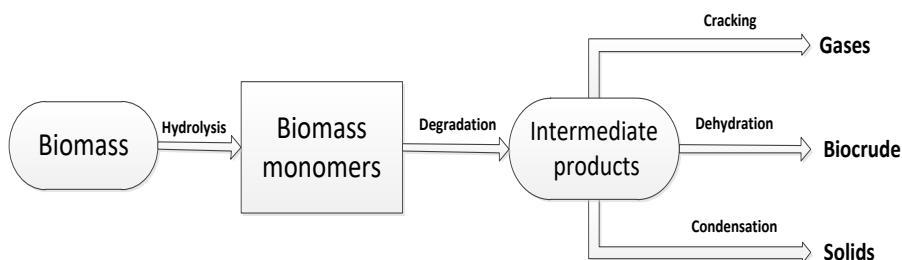 Cracking
Gases
Biomass
Hydrolysis
Biomass
monomers
Degradation
Intermediate
products
Dehydration
Biocrude
Condensation
Solids